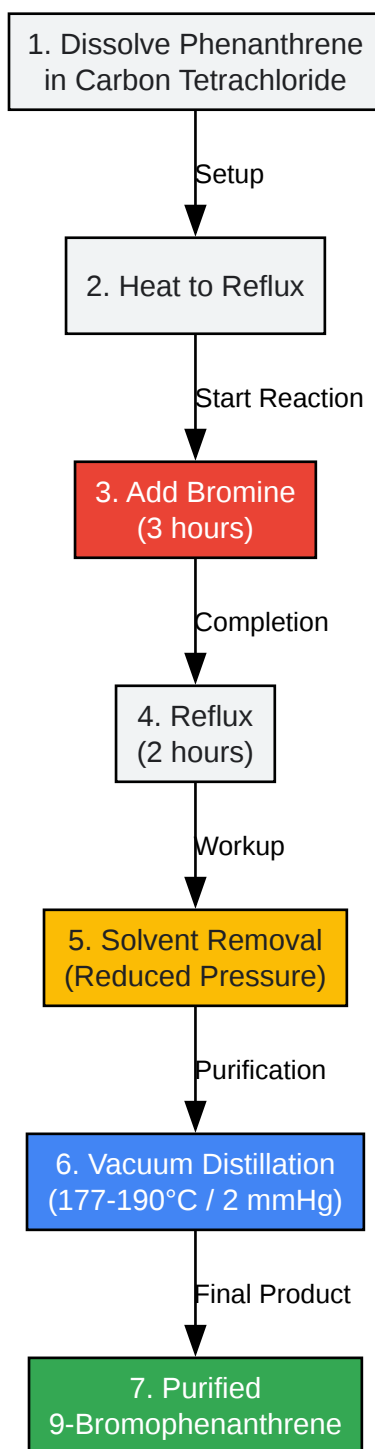 1. Dissolve Phenanthrene
in Carbon Tetrachloride
Setup
2. Heat to Reflux
Start Reaction
3. Add Bromine
(3 hours)
Completion
4. Reflux
(2 hours)
Workup
5. Solvent Removal
(Reduced Pressure)
Purification
6. Vacuum Distillation
(177-190°C / 2 mmHg)
Final Product
7. Purified
9-Bromophenanthrene